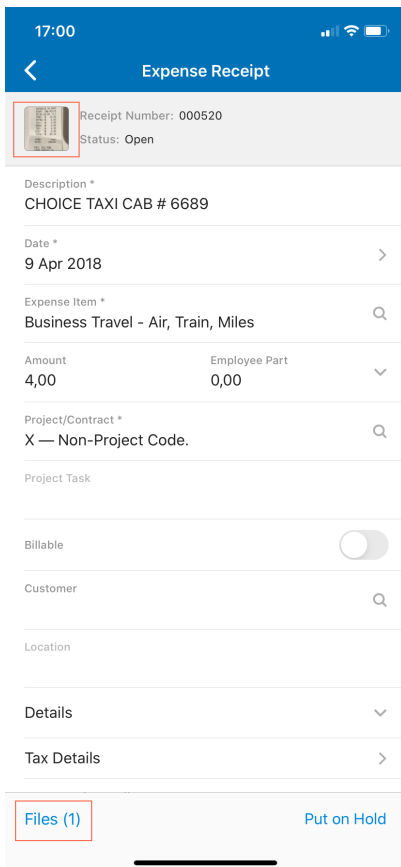 17:00
Expense Receipt
Receipt Number: 000520
Status: Open
Description *
CHOICE TAXI CAB # 6689
Date *
9 Apr 2018
Expense Item *
Business Travel - Air, Train, Miles
Amount Employee Part
4,00 0,00
Project/Contract *
X — Non-Project Code.
Project Task
Billable
Customer
Location
Details
Tax Details
Files (1) Put on Hold